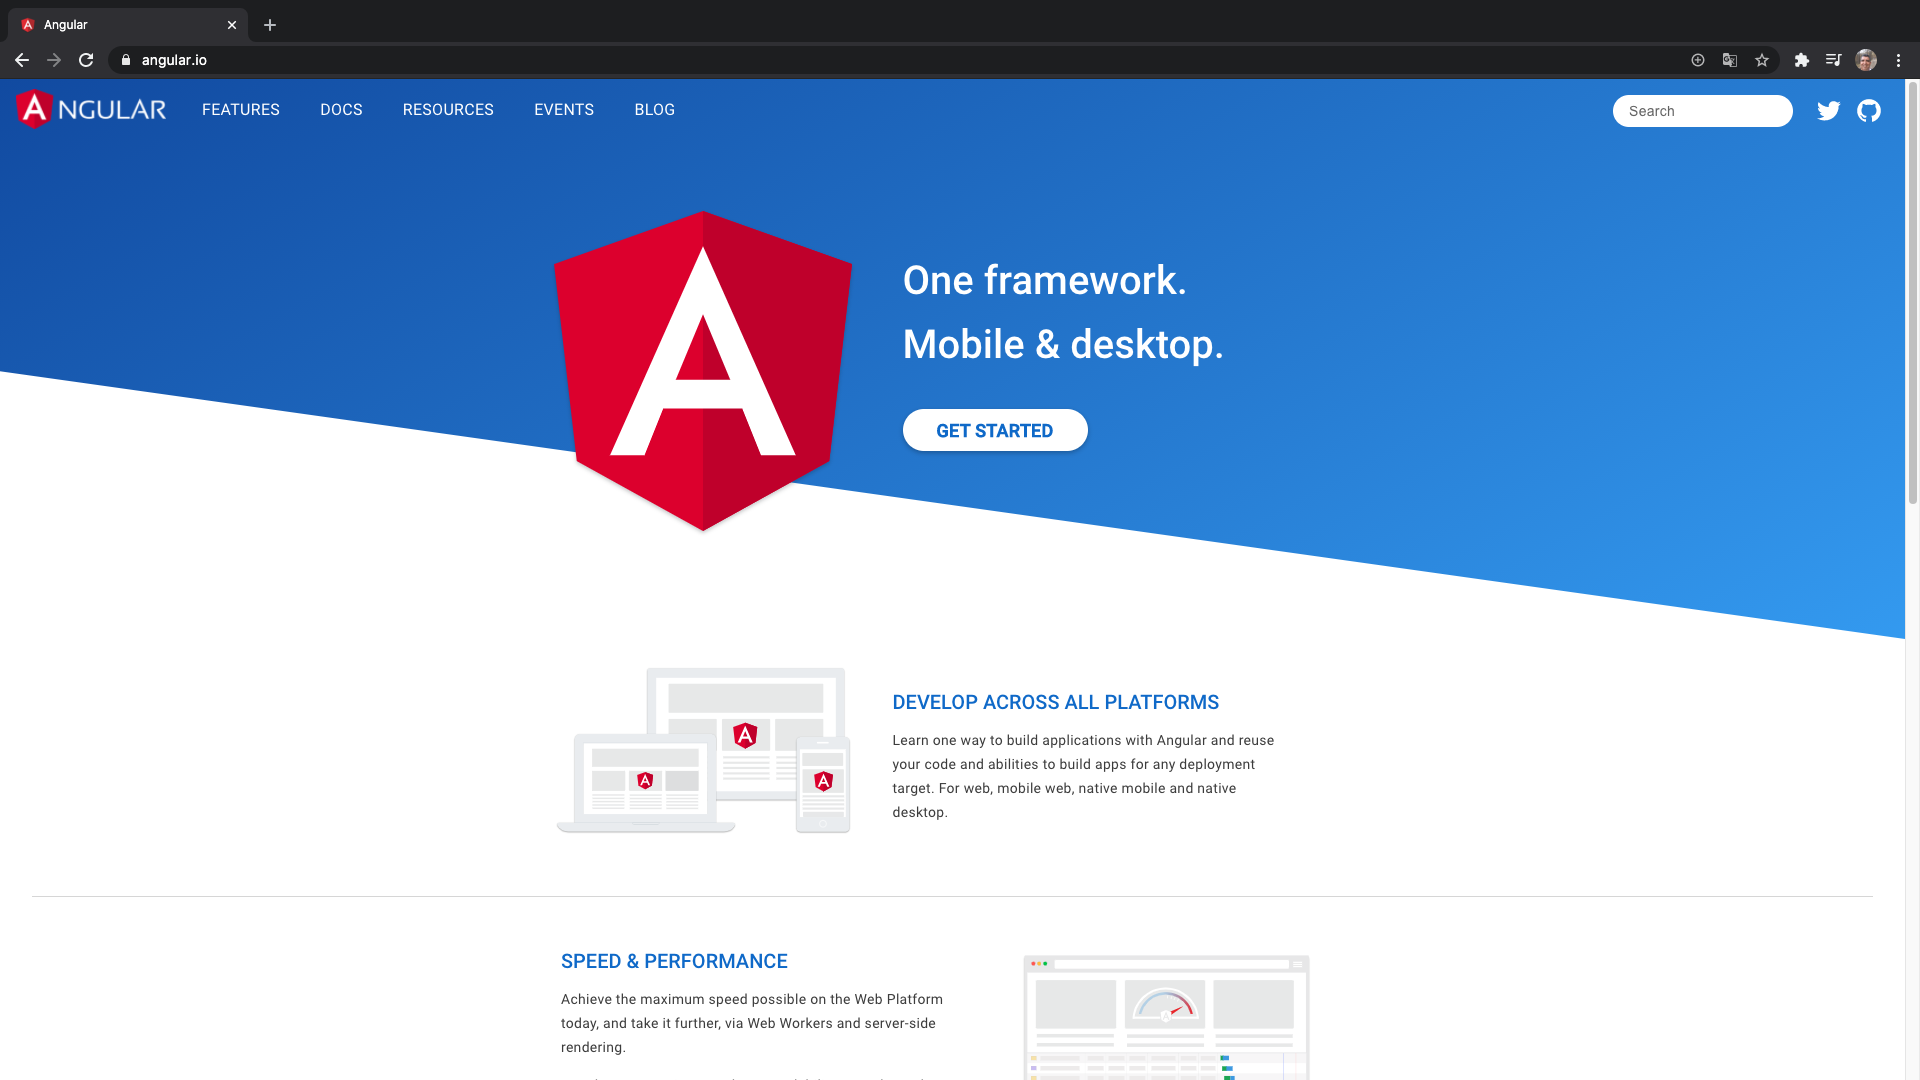 Angular
angular.io
ANGULAR
FEATURES
DOCS
RESOURCES
EVENTS
BLOG
Search
One framework.
Mobile & desktop.
GET STARTED
DEVELOP ACROSS ALL PLATFORMS
Learn one way to build applications with Angular and reuse
your code and abilities to build apps for any deployment
target. For web, mobile web, native mobile and native
desktop.
SPEED & PERFORMANCE
Achieve the maximum speed possible on the Web Platform
today, and take it further, via Web Workers and server-side
rendering.